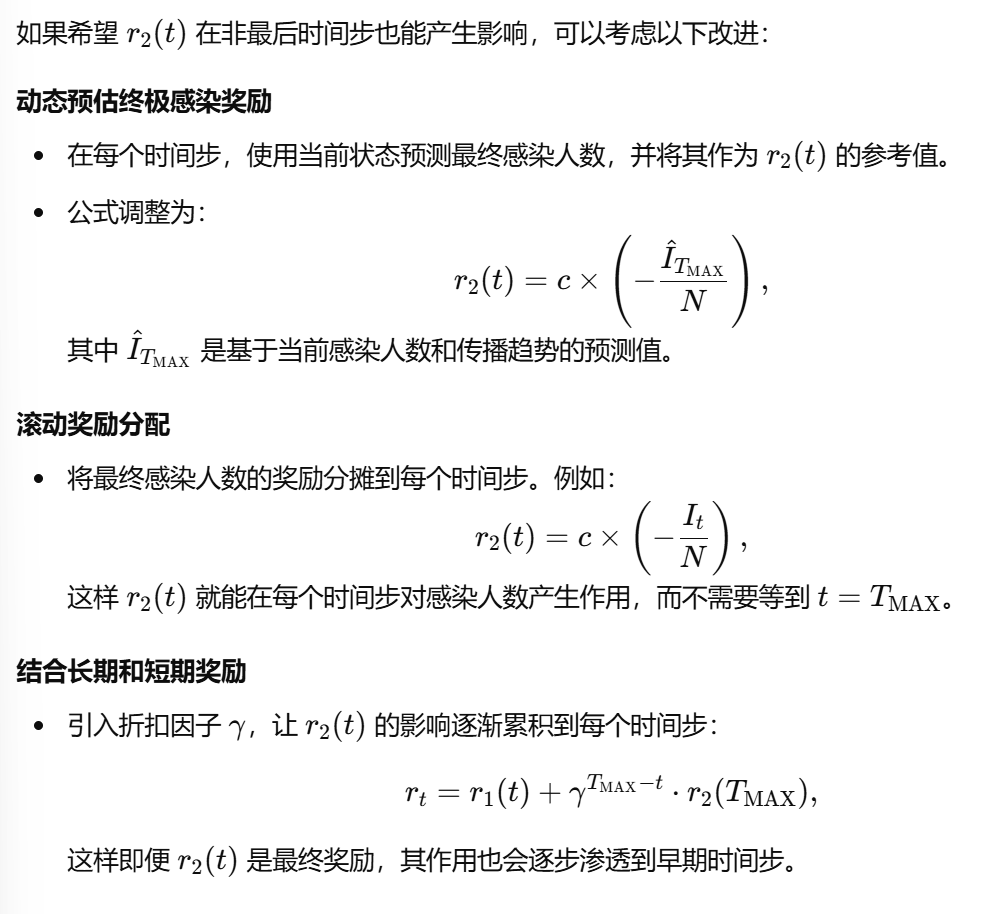 如果希望 $r_2(t)$ 在非最后时间步也能产生影响，可以考虑以下改进：
动态预估终极感染奖励
• 在每个时间步，使用当前状态预测最终感染人数，并将其作为 $r_2(t)$ 的参考值。
• 公式调整为：
$r_2(t) = c \times \left( -\frac{\hat{I}_{T_{\mathrm{MAX}}}}{N} \right),$
其中 $\hat{I}_{T_{\mathrm{MAX}}}$ 是基于当前感染人数和传播趋势的预测值。
滚动奖励分配
• 将最终感染人数的奖励分摊到每个时间步。例如：
$r_2(t) = c \times \left( -\frac{I_t}{N} \right),$
这样 $r_2(t)$ 就能在每个时间步对感染人数产生作用，而不需要等到 $t = T_{\mathrm{MAX}}$。
结合长期和短期奖励
• 引入折扣因子 $\gamma$，让 $r_2(t)$ 的影响逐渐累积到每个时间步：
$r_t = r_1(t) + \gamma^{T_{\mathrm{MAX}}-t} \cdot r_2(T_{\mathrm{MAX}}),$
这样即便 $r_2(t)$ 是最终奖励，其作用也会逐步渗透到早期时间步。